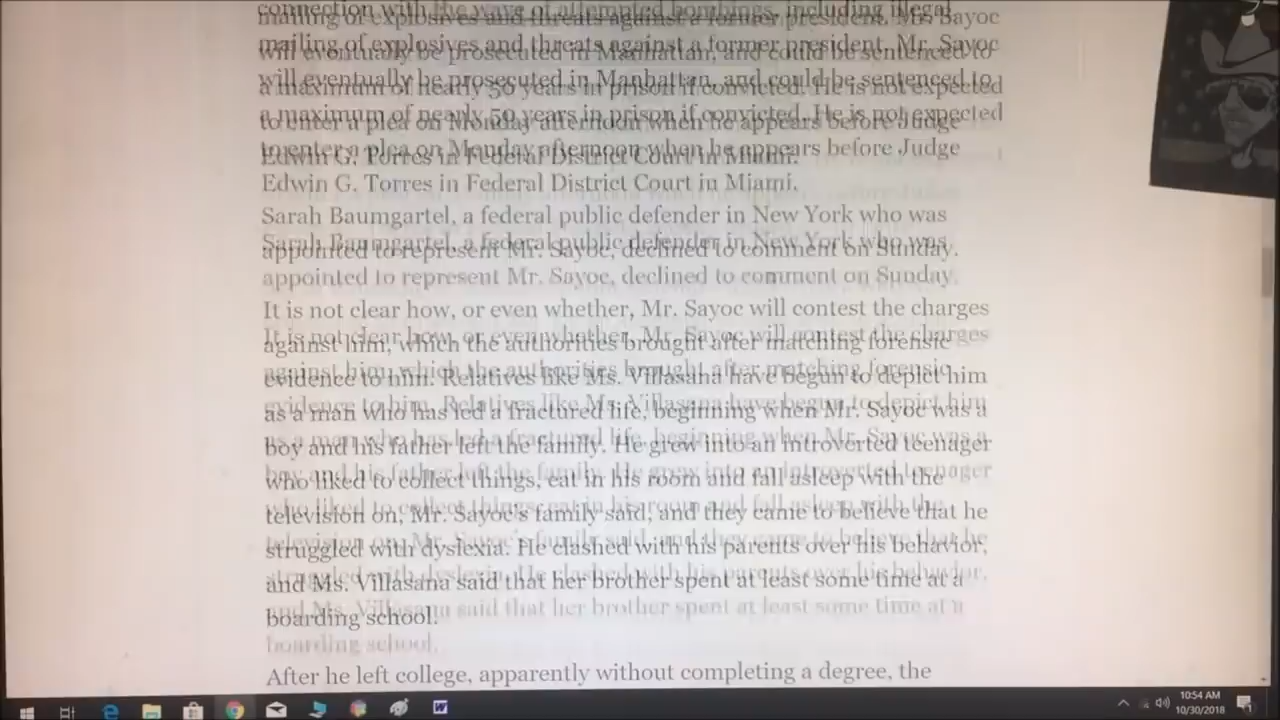 connection with the wave of attempted bombings, including illegal
mailing of explosives and threats against a former president. Mr. Sayoc
will eventually be prosecuted in Manhattan, and could be sentenced to
a maximum of nearly 50 years in prison if convicted. He is not expected
to enter a plea on Monday afternoon when he appears before Judge
Edwin G. Torres in Federal District Court in Miami.
Sarah Baumgartel, a federal public defender in New York who was
appointed to represent Mr. Sayoc, declined to comment on Sunday.
It is not clear how, or even whether, Mr. Sayoc will contest the charges
against him, which the authorities brought after matching forensic
evidence to him. Relatives like Ms. Villasana have begun to depict him
as a man who has led a fractured life, beginning when Mr. Sayoc was a
boy and his father left the family. He grew into an introverted teenager
who liked to collect things, eat in his room and fall asleep with the
television on, Mr. Sayoc's family said, and they came to believe that he
struggled with dyslexia. He clashed with his parents over his behavior,
and Ms. Villasana said that her brother spent at least some time at a
boarding school.
After he left college, apparently without completing a degree, the
10:54 AM
10/30/2018